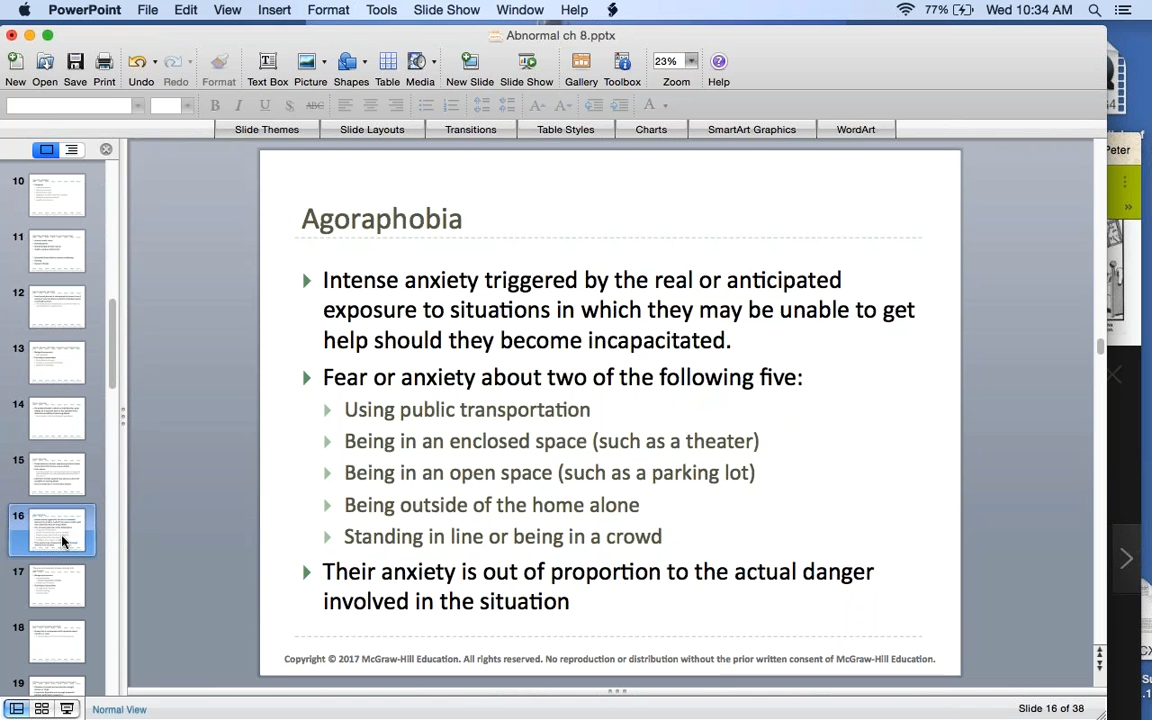 PowerPoint File Edit View Insert Format Tools Slide Show Window Help 77% Wed 10:34 AM
Abnormal ch 8.pptx
New Open Save Print Undo Redo Format Text Box Picture Shapes Table Media New Slide Slide Show Gallery Toolbox 23% Zoom Help
B I U S ABC A A A
Slide Themes Slide Layouts Transitions Table Styles Charts SmartArt Graphics WordArt
Peter
10
11
12
13
14
15
16
17
18
19
Agoraphobia
Intense anxiety triggered by the real or anticipated
exposure to situations in which they may be unable to get
help should they become incapacitated.
Fear or anxiety about two of the following five:
Using public transportation
Being in an enclosed space (such as a theater)
Being in an open space (such as a parking lot)
Being outside of the home alone
Standing in line or being in a crowd
Their anxiety is out of proportion to the actual danger
involved in the situation
Copyright © 2017 McGraw-Hill Education. All rights reserved. No reproduction or distribution without the prior written consent of McGraw-Hill Education.
Normal View
Slide 16 of 38